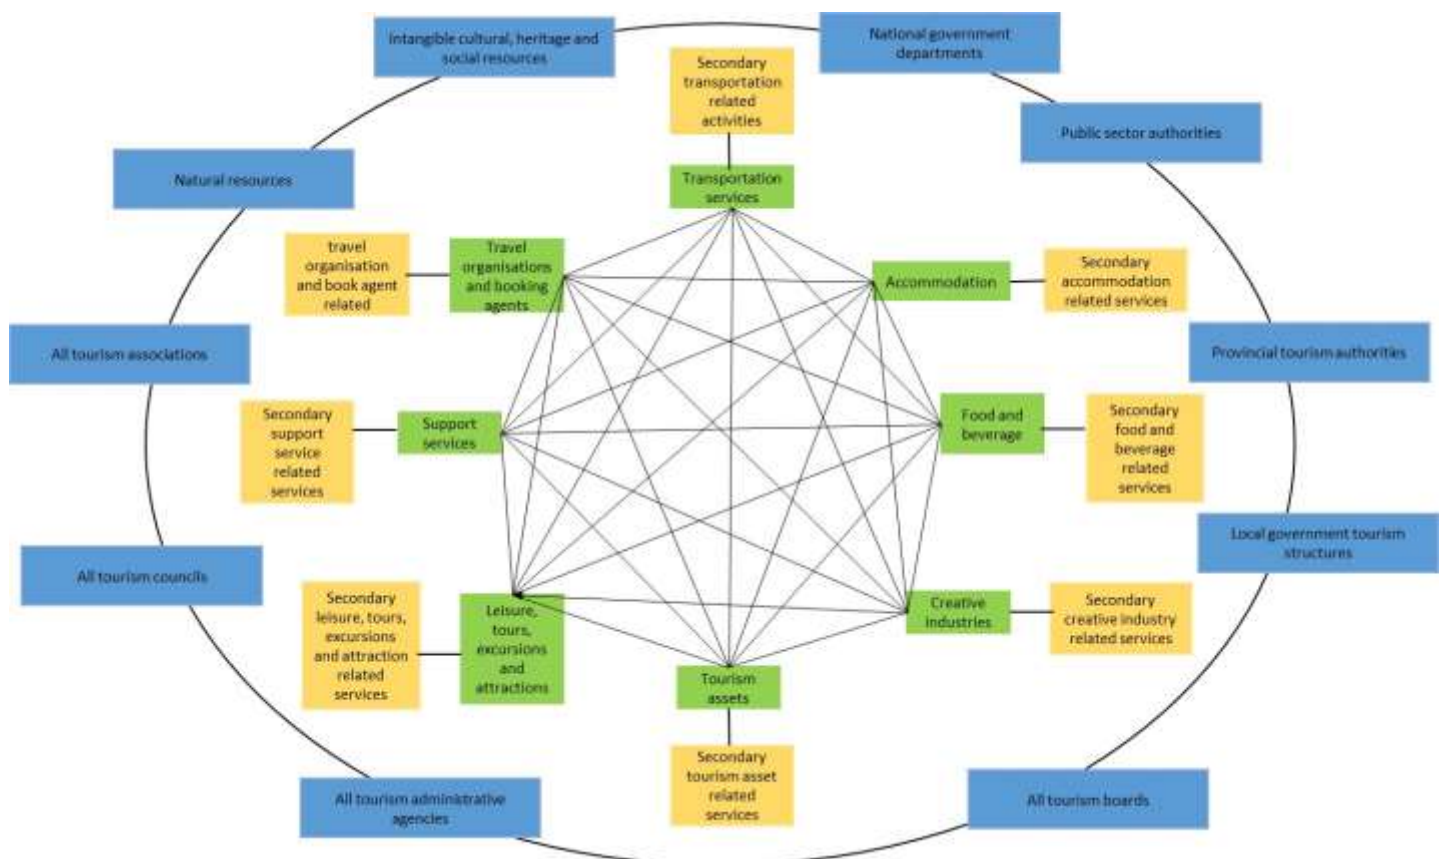 Intangible cultural, heritage and
social resources
National government
departments
Secondary
transportation
related
activities
Public sector authorities
Natural resources
Transportation
services
travel
organisation
and book agent
related
Travel
organisations
and booking
agents
Accommodation
Secondary
accommodation
related services
All tourism associations
Provincial tourism authorities
Secondary
support
service
related
services
Support
services
Food and
beverage
Secondary
food and
beverage
related
services
Local government tourism
structures
All tourism councils
Secondary
leisure, tours,
excursions
and attraction
related
services
Leisure,
tours,
excursions
and
attractions
Creative
industries
Secondary
creative industry
related services
Tourism
assets
Secondary
tourism asset
related
services
All tourism administrative
agencies
All tourism boards